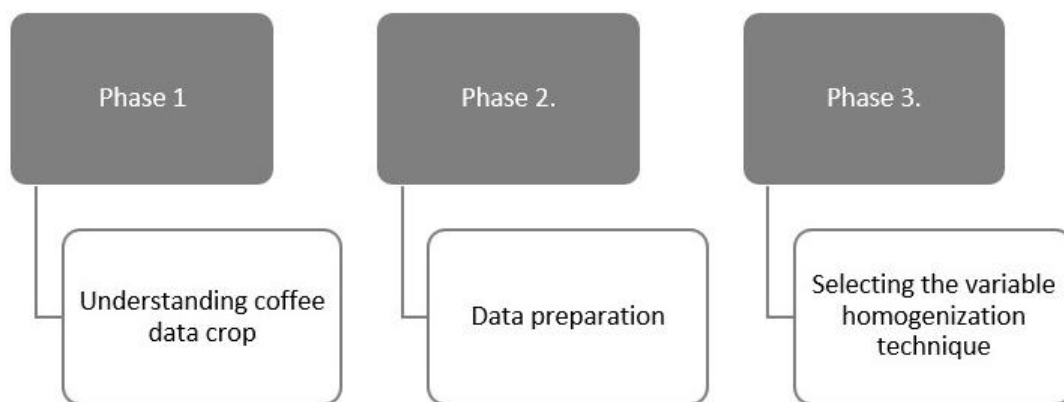 Phase 1
Phase 2.
Phase 3.
Understanding coffee
data crop
Data preparation
Selecting the variable
homogenization
technique